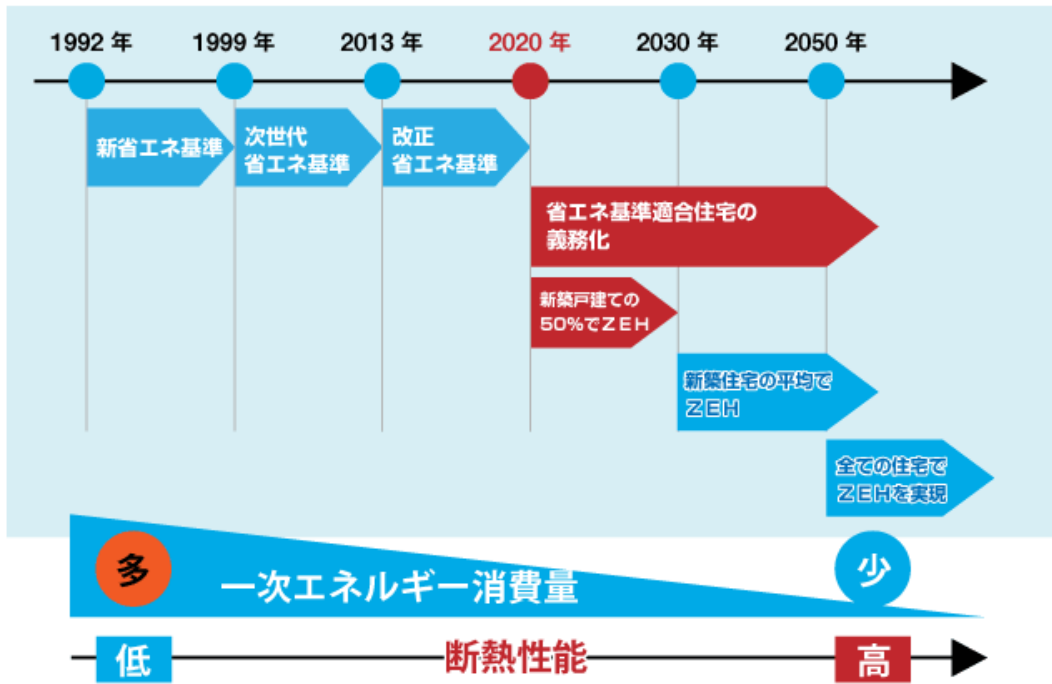 1992 年
1999 年
2013 年
2020 年
2030 年
2050 年
新省エネ基準
次世代
省エネ基準
改正
省エネ基準
省エネ基準適合住宅の
義務化
新築戸建ての
50%でZEH
新築住宅の平均で
ZEH
全ての住宅で
ZEHを実現
多
一次エネルギー消費量
少
低
断熱性能
高